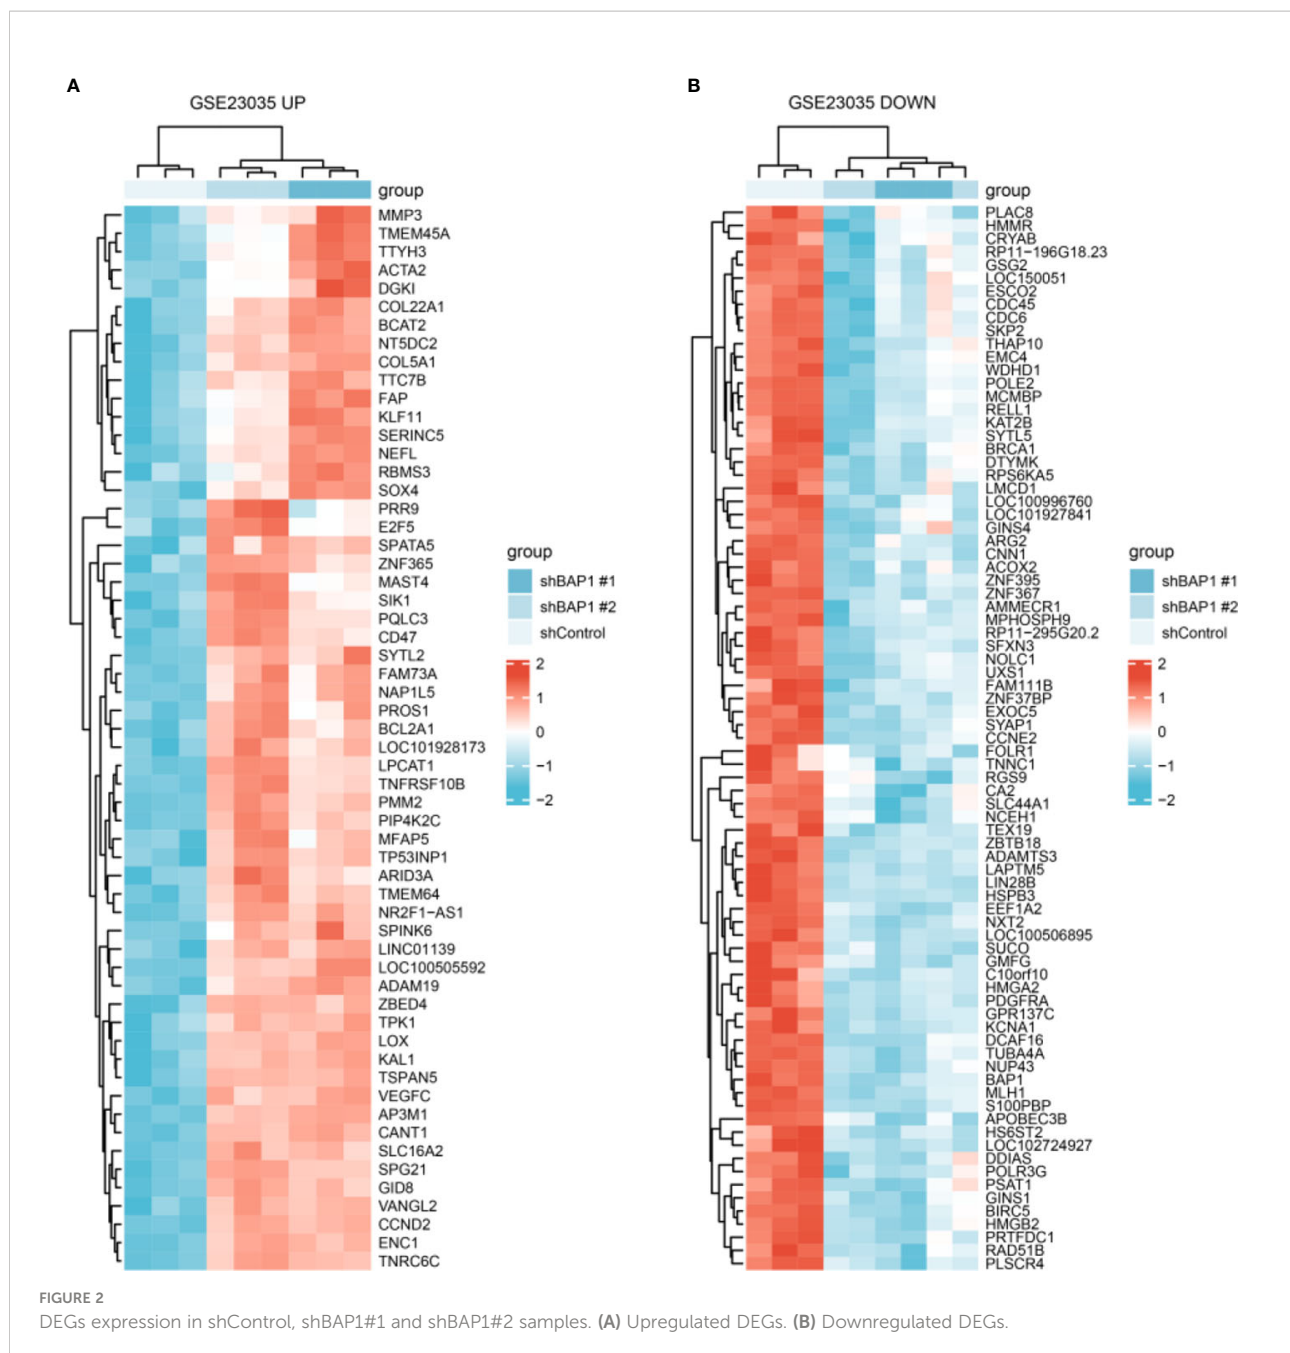 A
GSE23035 UP
group
MMP3
TMEM45A
TTYH3
ACTA2
DGKI
COL22A1
BCAT2
NT5DC2
COL5A1
TTC7B
FAP
KLF11
SERINC5
NEFL
RBMS3
SOX4
PRR9
E2F5
SPATA5
ZNF365
MAST4
SIK1
PQLC3
CD47
SYTL2
FAM73A
NAP1L5
PROS1
BCL2A1
LOC101928173
LPCAT1
TNFRSF10B
PMM2
PIP4K2C
MFAP5
TP53INP1
ARID3A
TMEM64
NR2F1−AS1
SPINK6
LINC01139
LOC100505592
ADAM19
ZBED4
TPK1
LOX
KAL1
TSPAN5
VEGFC
AP3M1
CANT1
SLC16A2
SPG21
GID8
VANGL2
CCND2
ENC1
TNRC6C
group
shBAP1 #1
shBAP1 #2
shControl
2
1
0
−1
−2
B
GSE23035 DOWN
group
PLAC8
HMMR
CRYAB
RP11−196G18.23
GSG2
LOC150051
ESCO2
CDC45
CDC6
SKP2
THAP10
EMC4
WDHD1
POLE2
MCMBP
RELL1
KAT2B
SYTL5
BRCA1
DTYMK
RPS6KA5
LMCD1
LOC100996760
LOC101927841
GINS4
ARG2
CNN1
ACOX2
ZNF395
ZNF367
AMMECR1
MPHOSPH9
RP11−295G20.2
SFXN3
NOLC1
UXS1
FAM111B
ZNF37BP
EXOC5
SYAP1
CCNE2
FOLR1
TNNC1
RGS9
CA2
SLC44A1
NCEH1
TEX19
ZBTB18
ADAMTS3
LAPTM5
LIN28B
HSPB3
EEF1A2
NXT2
LOC100506895
SUCO
GMFG
C10orf10
HMGA2
PDGFRA
GPR137C
KCNA1
DCAF16
TUBA4A
NUP43
BAP1
MLH1
S100PBP
APOBEC3B
HS6ST2
LOC102724927
DDIAS
POLR3G
PSAT1
GINS1
BIRC5
HMGB2
PRTFDC1
RAD51B
PLSCR4
group
shBAP1 #1
shBAP1 #2
shControl
2
1
0
−1
−2
FIGURE 2
DEGs expression in shControl, shBAP1#1 and shBAP1#2 samples. (A) Upregulated DEGs. (B) Downregulated DEGs.